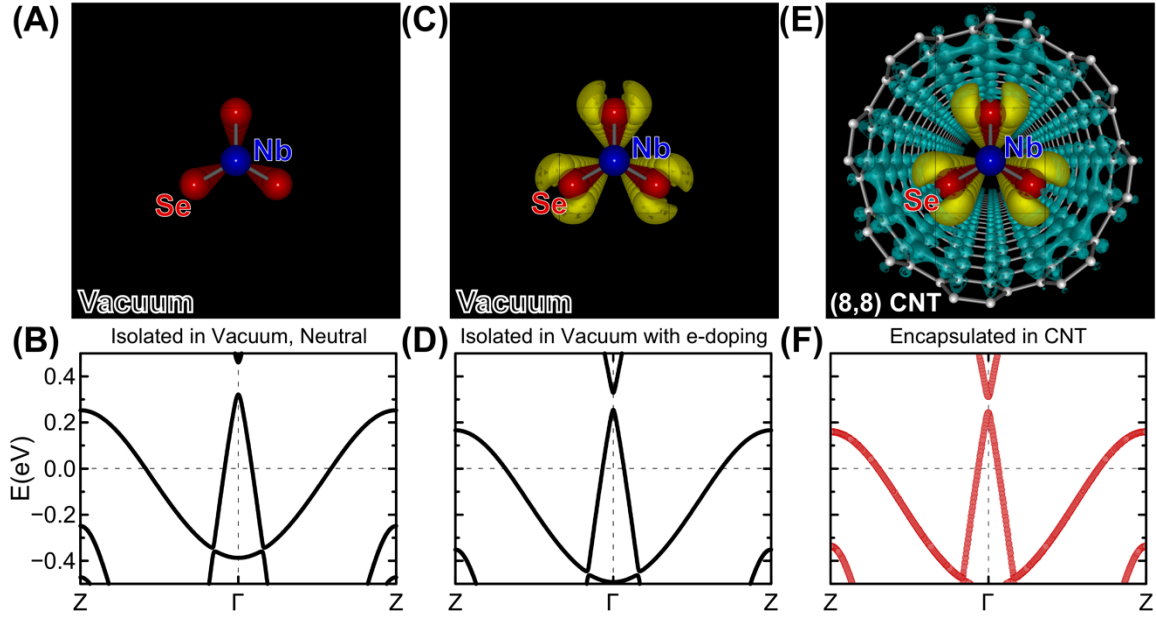 (A)
Nb
Se
Vacuum
(C)
Nb
Se
Vacuum
(E)
Nb
Se
(8,8) CNT
(B)
Isolated in Vacuum, Neutral
E(eV)
0.4
0.2
0.0
−0.2
−0.4
Z
Γ
Z
(D)
Isolated in Vacuum with e-doping
Z
Γ
Z
(F)
Encapsulated in CNT
Z
Γ
Z